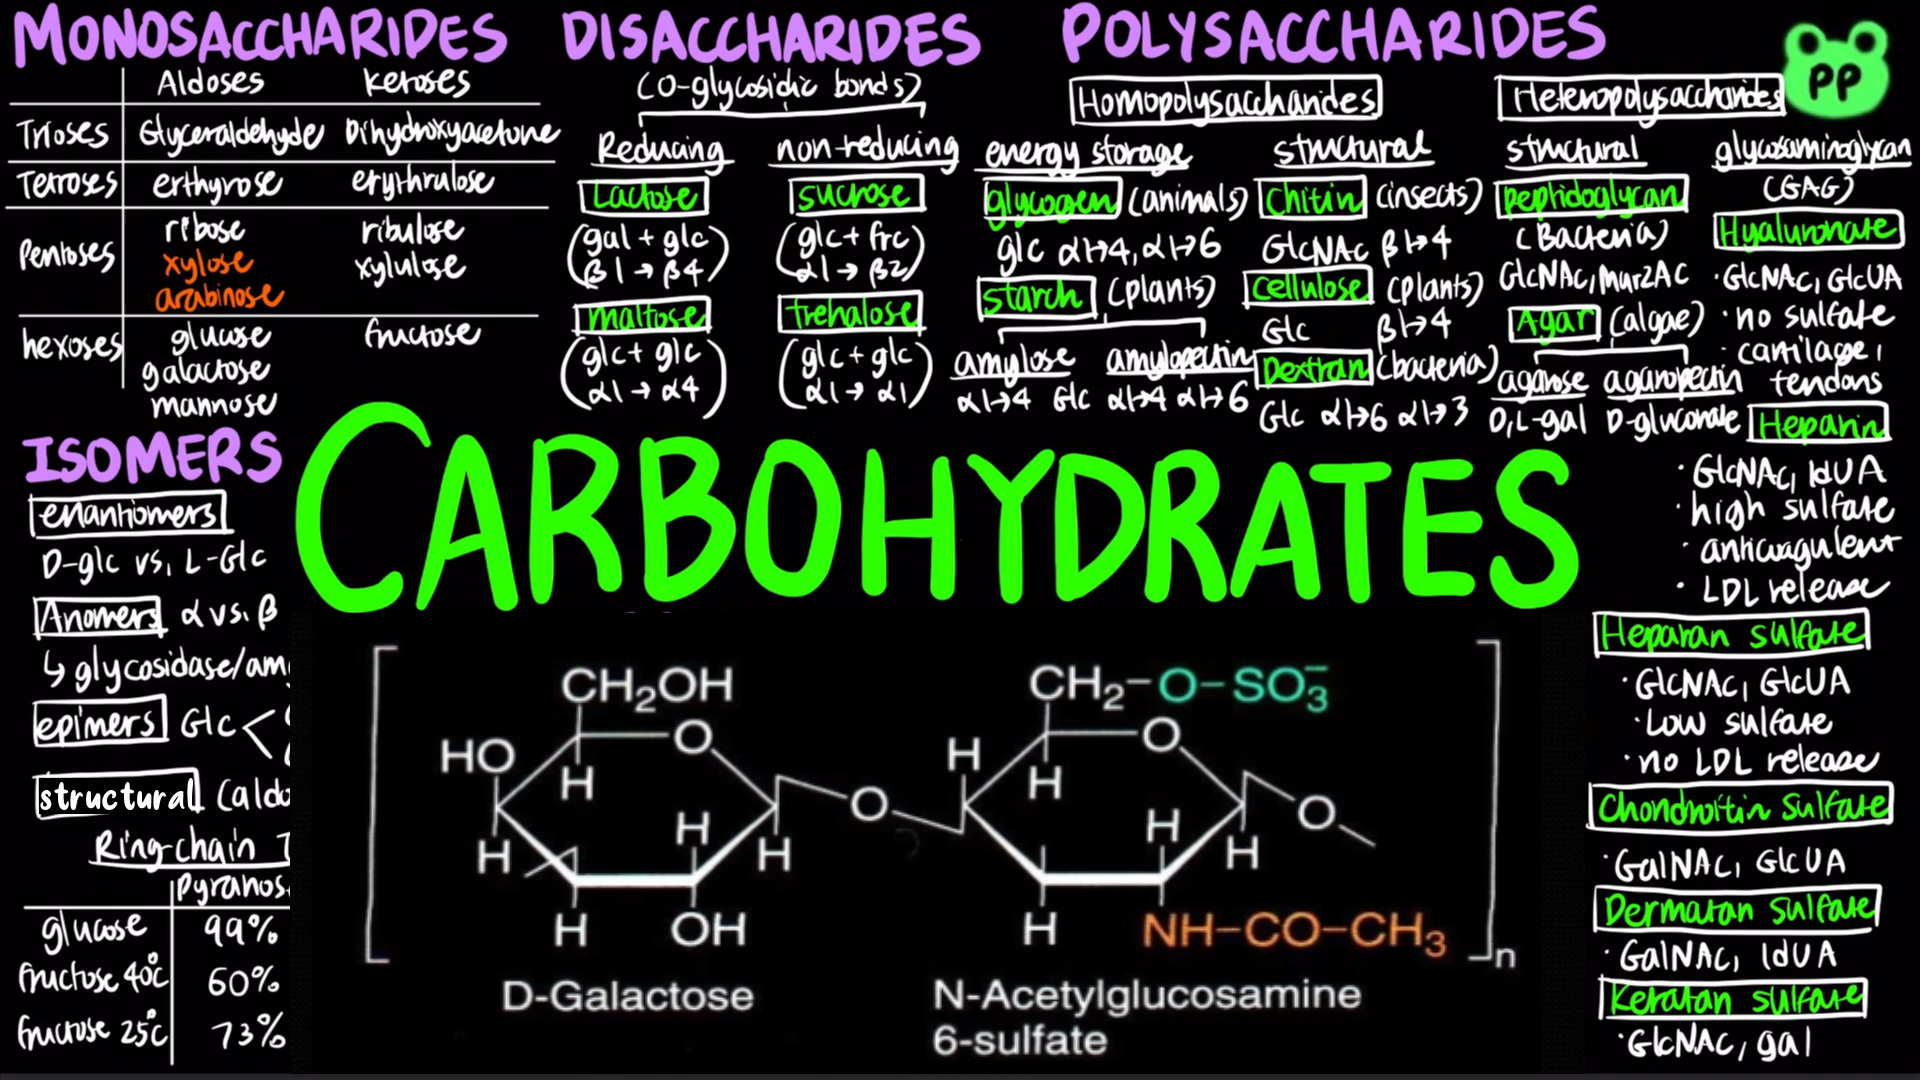 MONOSACCHARIDES
Aldoses ketoses
Trioses Glyceraldehyde Dihydroxyacetone
Tetroses erthyrose erythrulose
Pentoses ribose ribulose
xylose xylulose
arabinose
hexoses glucose fructose
galactose
mannose
DISACCHARIDES
(O-glycosidic bonds)
Reducing non-reducing
Lactose sucrose
(gal + glc (glc + frc
β1 → β4) α1 → β2)
maltose trehalose
(glc + glc (glc + glc
α1 → α4) α1 → α1)
POLYSACCHARIDES
PP
Homopolysaccharides
energy storage structural
glycogen (animals)
glc α1→4, α1→6
starch (plants)
amylose amylopectin
α1→4 Glc α1→4 α1→6
Chitin (insects)
GlcNAc β1→4
cellulose (plants)
Glc β1→4
Dextran (bacteria)
Glc α1→6 α1→3
Heteropolysaccharides
structural glycosaminoglycan
(GAG)
peptidoglycan
(Bacteria)
GlcNAc, Mur2Ac
Agar (algae)
agarose agaropectin
D,L-gal D-gluconate
Hyaluronate
·GlcNAc, GlcUA
·no sulfate
·cartilage,
tendons
Heparin
·GlcNAc, IdUA
·high sulfate
·anticoagulent
·LDL release
Heparan sulfate
·GlcNAc, GlcUA
·Low sulfate
·no LDL release
Chondroitin sulfate
·GalNAc, GlcUA
Dermatan sulfate
·GalNAc, IdUA
Keratan sulfate
·GlcNAc, gal
ISOMERS
enantiomers
D-glc vs. L-Glc
Anomers α vs. β
↳ glycosidase/am
epimers Glc <
structural (aldo
Ring-chain T
pyranos
glucose 99%
fructose 40°C 60%
fructose 25°C 73%
CARBOHYDRATES
CH2OH
HO O
H
H H H
H OH
O
D-Galactose
CH2-O-SO3-
H O
H
H H
H NH-CO-CH3
O
n
N-Acetylglucosamine
6-sulfate